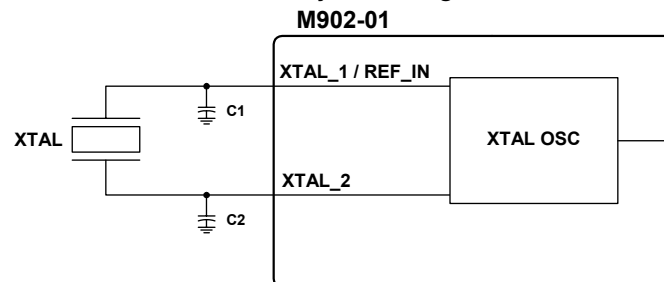 M902-01
XTAL_1 / REF_IN
C1
XTAL
XTAL OSC
XTAL_2
C2